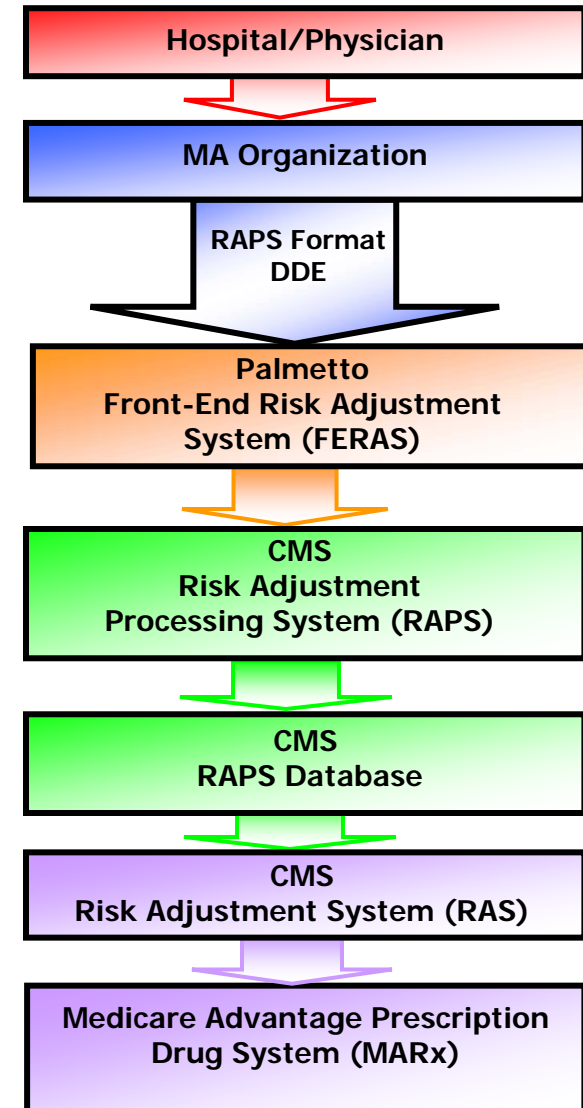 Hospital/Physician
MA Organization
RAPS Format
DDE
Palmetto
Front-End Risk Adjustment
System (FERAS)
CMS
Risk Adjustment
Processing System (RAPS)
CMS
RAPS Database
CMS
Risk Adjustment System (RAS)
Medicare Advantage Prescription
Drug System (MARx)